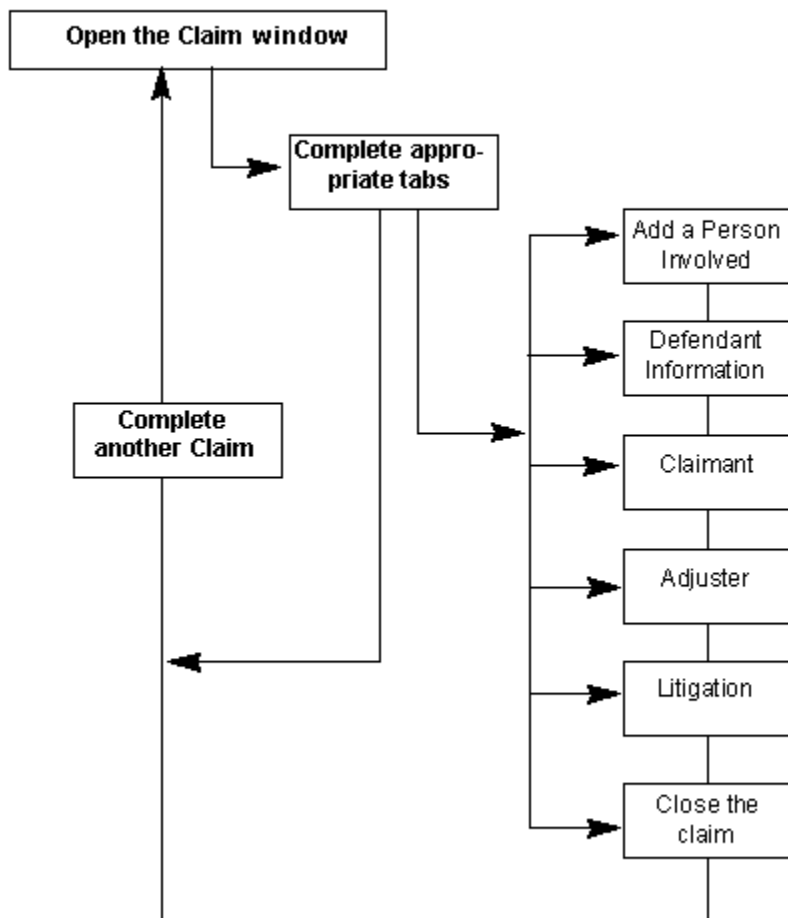 Open the Claim window
Complete appro-
priate tabs
Add a Person
Involved
Defendant
Information
Complete
another Claim
Claimant
Adjuster
Litigation
Close the
claim